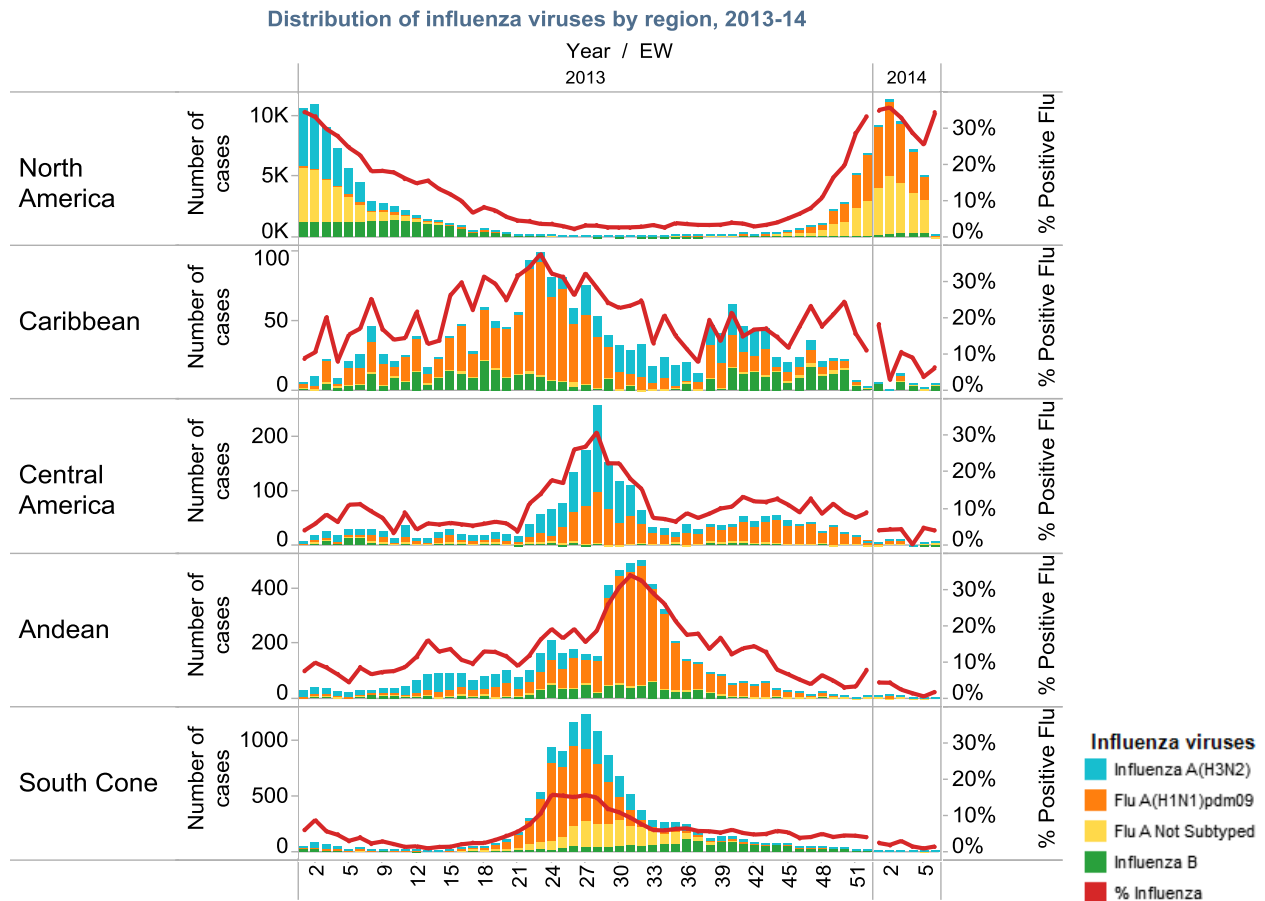 Distribution of influenza viruses by region, 2013-14
Year / EW
2013
2014
North
America
Number of
cases
10K
5K
0K
30%
20%
10%
0%
% Positive Flu
Caribbean
Number of
cases
100
50
0
30%
20%
10%
0%
% Positive Flu
Central
America
Number of
cases
200
100
0
30%
20%
10%
0%
% Positive Flu
Andean
Number of
cases
400
200
0
30%
20%
10%
0%
% Positive Flu
South Cone
Number of
cases
1000
500
0
30%
20%
10%
0%
% Positive Flu
2 5 9 12 15 18 21 24 27 30 33 36 39 42 45 48 51 2 5
Influenza viruses
Influenza A(H3N2)
Flu A(H1N1)pdm09
Flu A Not Subtyped
Influenza B
% Influenza